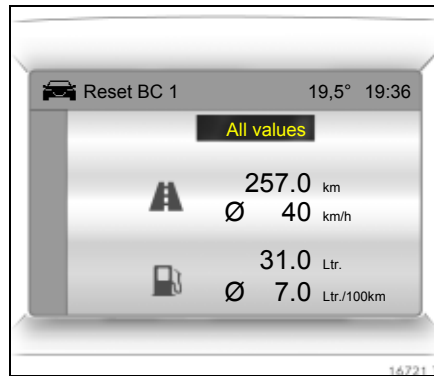 Reset BC 1 19,5° 19:36
All values
257.0 km
Ø 40 km/h
31.0 Ltr.
Ø 7.0 Ltr./100km
16721